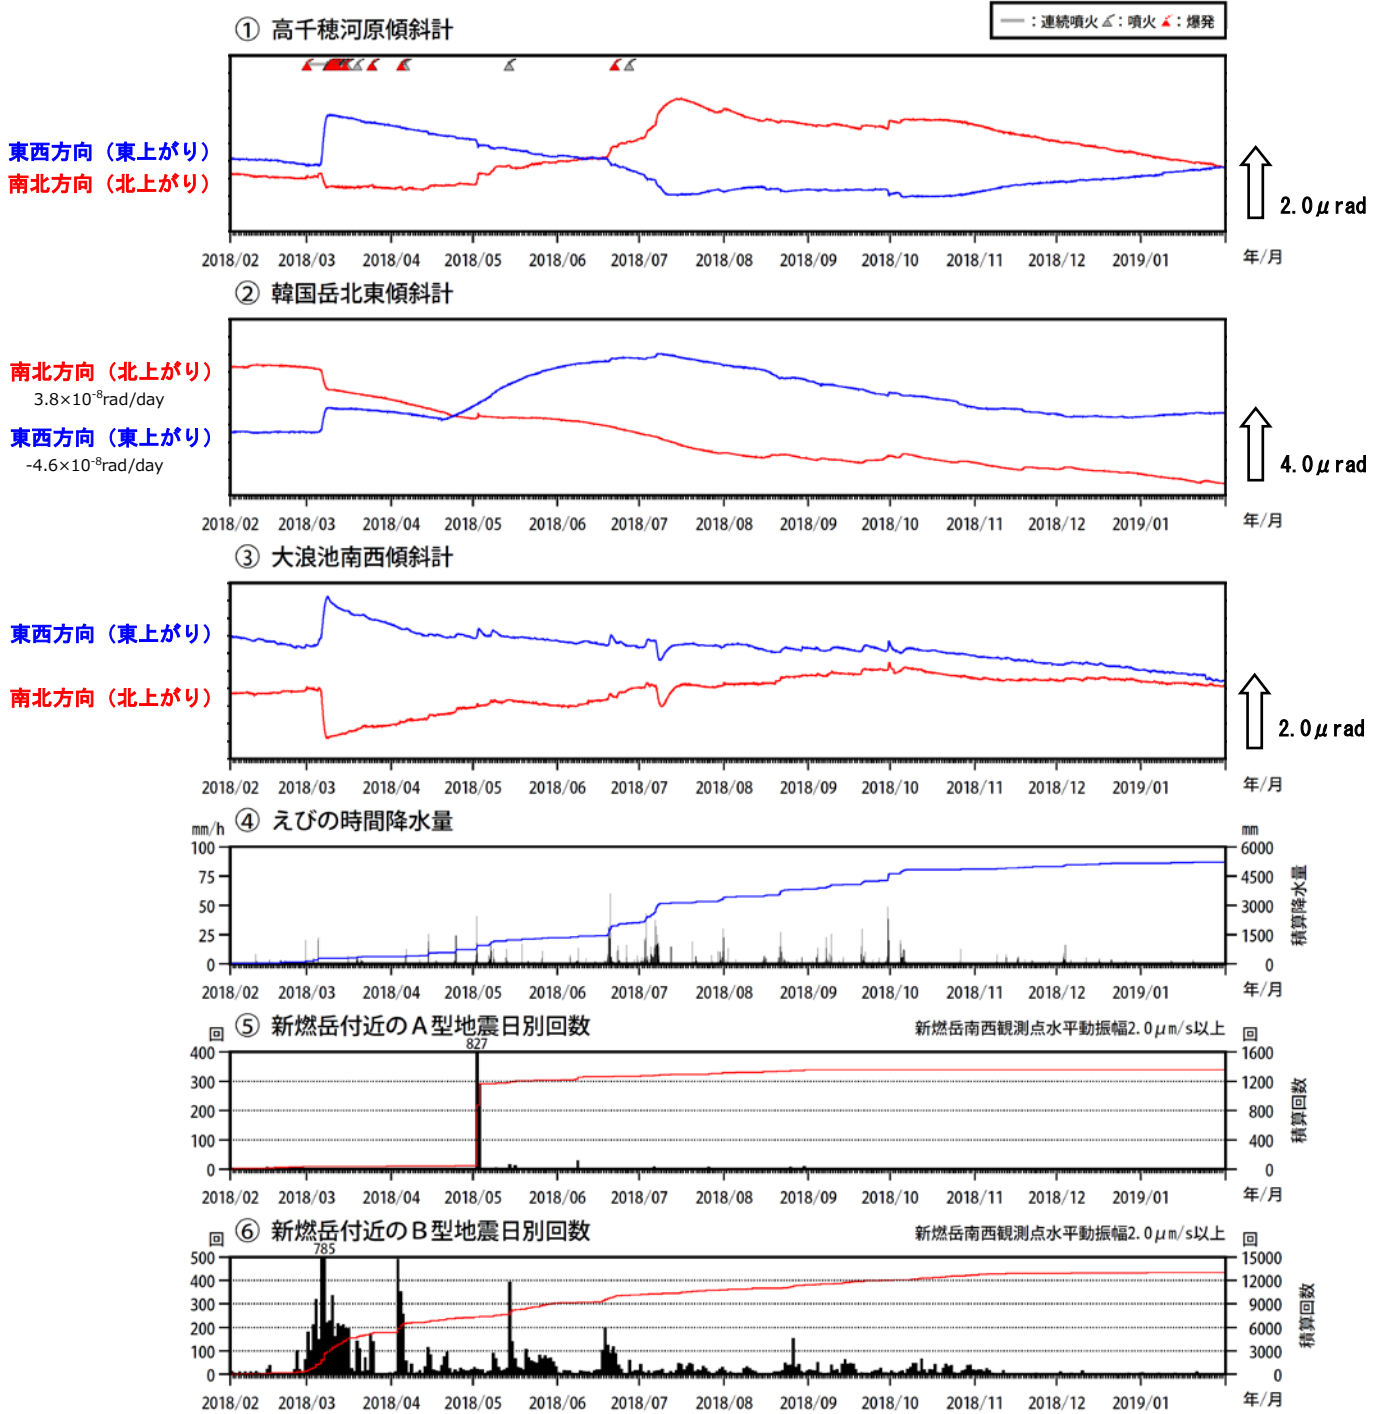 ━━：連続噴火 ：噴火 ：爆発
① 高千穂河原傾斜計
東西方向（東上がり）
南北方向（北上がり）
2.0μrad
2018/02 2018/03 2018/04 2018/05 2018/06 2018/07 2018/08 2018/09 2018/10 2018/11 2018/12 2019/01 年/月
② 韓国岳北東傾斜計
南北方向（北上がり）
3.8×10⁻⁸rad/day
東西方向（東上がり）
-4.6×10⁻⁸rad/day
4.0μrad
2018/02 2018/03 2018/04 2018/05 2018/06 2018/07 2018/08 2018/09 2018/10 2018/11 2018/12 2019/01 年/月
③ 大浪池南西傾斜計
東西方向（東上がり）
南北方向（北上がり）
2.0μrad
2018/02 2018/03 2018/04 2018/05 2018/06 2018/07 2018/08 2018/09 2018/10 2018/11 2018/12 2019/01 年/月
mm/h ④ えびの時間降水量 mm
100 6000
75 4500
50 3000
25 1500
0 0
積算降水量
2018/02 2018/03 2018/04 2018/05 2018/06 2018/07 2018/08 2018/09 2018/10 2018/11 2018/12 2019/01 年/月
回 ⑤ 新燃岳付近のA型地震日別回数 新燃岳南西観測点水平動振幅2.0μm/s以上 回
827
400 1600
300 1200
200 800
100 400
0 0
積算回数
2018/02 2018/03 2018/04 2018/05 2018/06 2018/07 2018/08 2018/09 2018/10 2018/11 2018/12 2019/01 年/月
回 ⑥ 新燃岳付近のB型地震日別回数 新燃岳南西観測点水平動振幅2.0μm/s以上 回
785
500 15000
400 12000
300 9000
200 6000
100 3000
0 0
積算回数
2018/02 2018/03 2018/04 2018/05 2018/06 2018/07 2018/08 2018/09 2018/10 2018/11 2018/12 2019/01 年/月